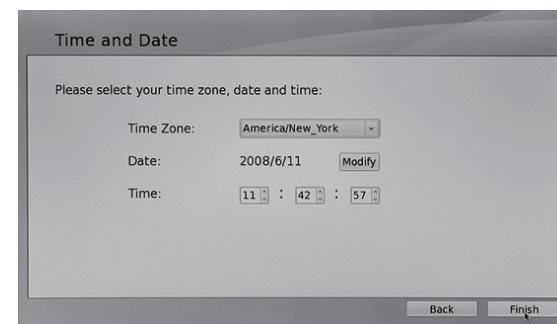 Time and Date
Please select your time zone, date and time:
Time Zone: America/New_York
Date: 2008/6/11 Modify
Time: 11 : 42 : 57
Back Finish